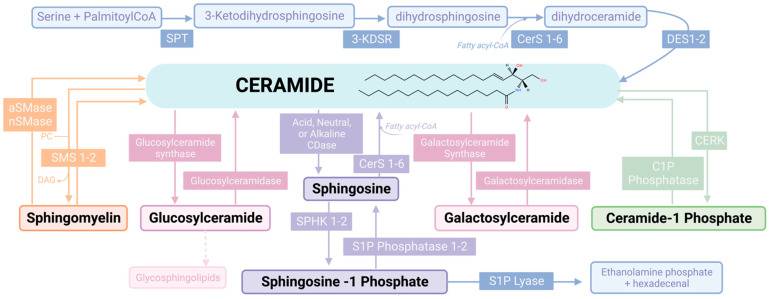 Serine + PalmitoylCoA
3-Ketodihydrosphingosine
dihydrosphingosine
dihydroceramide
SPT
3-KDSR
Fatty acyl-CoA
CerS 1-6
DES1-2
CERAMIDE
H
OH
OH
NH
H
O
aSMase
nSMase
PC
SMS 1-2
DAG
Glucosylceramide
synthase
Glucosylceramidase
Acid, Neutral,
or Alkaline
CDase
Fatty acyl-CoA
CerS 1-6
Galactosylceramide
Synthase
Galactosylceramidase
CERK
C1P
Phosphatase
Sphingomyelin
Glucosylceramide
Sphingosine
Galactosylceramide
Ceramide-1 Phosphate
SPHK 1-2
S1P Phosphatase 1-2
Glycosphingolipids
Sphingosine -1 Phosphate
S1P Lyase
Ethanolamine phosphate
+ hexadecenal